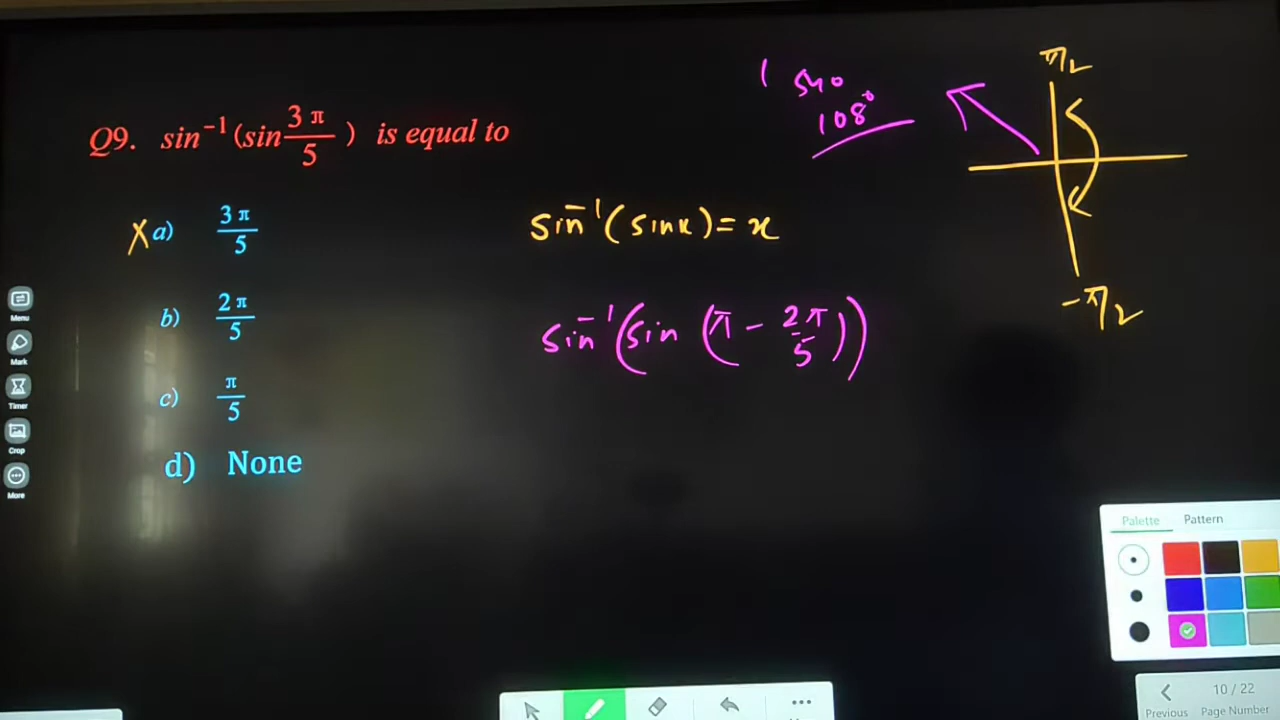 Q9. sin⁻¹(sin 3π/5) is equal to
X a) 3π/5
b) 2π/5
c) π/5
d) None
540
108°
sin⁻¹(sinx) = x
sin⁻¹(sin(π - 2π/5))
π/2
-π/2
Menu
Mark
Timer
Crop
More
Palette Pattern
10 / 22
Previous Page Number